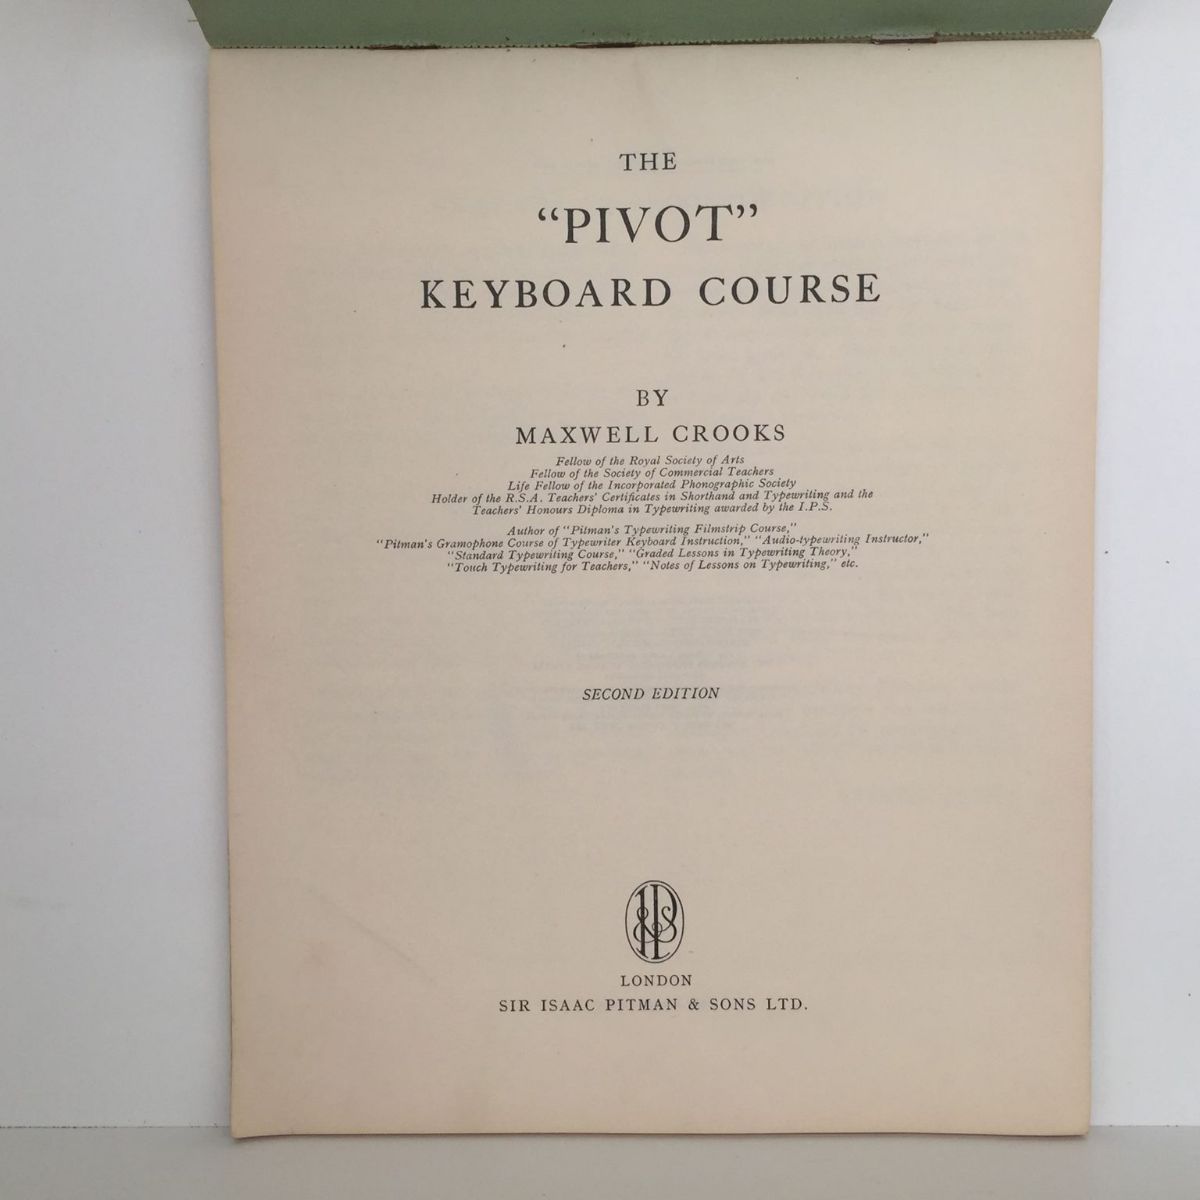 THE
“PIVOT”
KEYBOARD COURSE
BY
MAXWELL CROOKS
Fellow of the Royal Society of Arts
Fellow of the Society of Commercial Teachers
Life Fellow of the Incorporated Phonographic Society
Holder of the R.S.A. Teachers' Certificates in Shorthand and Typewriting and the
Teachers' Honours Diploma in Typewriting awarded by the I.P.S.
Author of “Pitman's Typewriting Filmstrip Course,”
“Pitman's Gramophone Course of Typewriter Keyboard Instruction,” “Audio-typewriting Instructor,”
“Standard Typewriting Course,” “Graded Lessons in Typewriting Theory,”
“Touch Typewriting for Teachers,” “Notes of Lessons on Typewriting,” etc.
SECOND EDITION
IP&S
LONDON
SIR ISAAC PITMAN & SONS LTD.